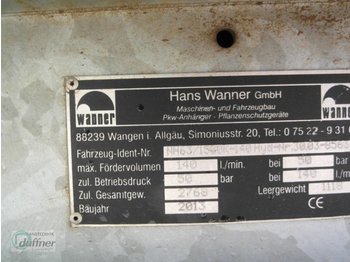 wanner
Hans Wanner GmbH
Maschinen- und Fahrzeugbau
Pkw-Anhänger - Pflanzenschutzgeräte
wanner
88239 Wangen i. Allgäu, Simoniusstr. 20, Tel.: 0 75 22 - 9 31
Fahrzeug-Ident-Nr.
max. Fördervolumen 140 l./min. bei 50 bar
zul. Betriebsdruck 50 bar bei 140 l./min.
zul. Gesamtgew. 2760 Leergewicht
Baujahr 2013 CE
düffner